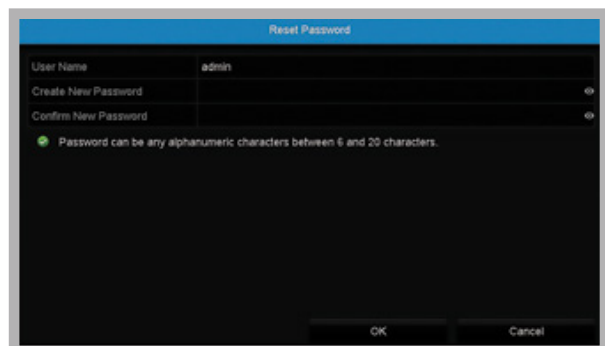 Reset Password
User Name admin
Create New Password
Confirm New Password
Password can be any alphanumeric characters between 6 and 20 characters.
OK Cancel